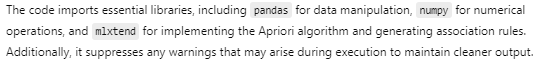 The code imports essential libraries, including pandas for data manipulation, numpy for numerical
operations, and mlxtend for implementing the Apriori algorithm and generating association rules.
Additionally, it suppresses any warnings that may arise during execution to maintain cleaner output.